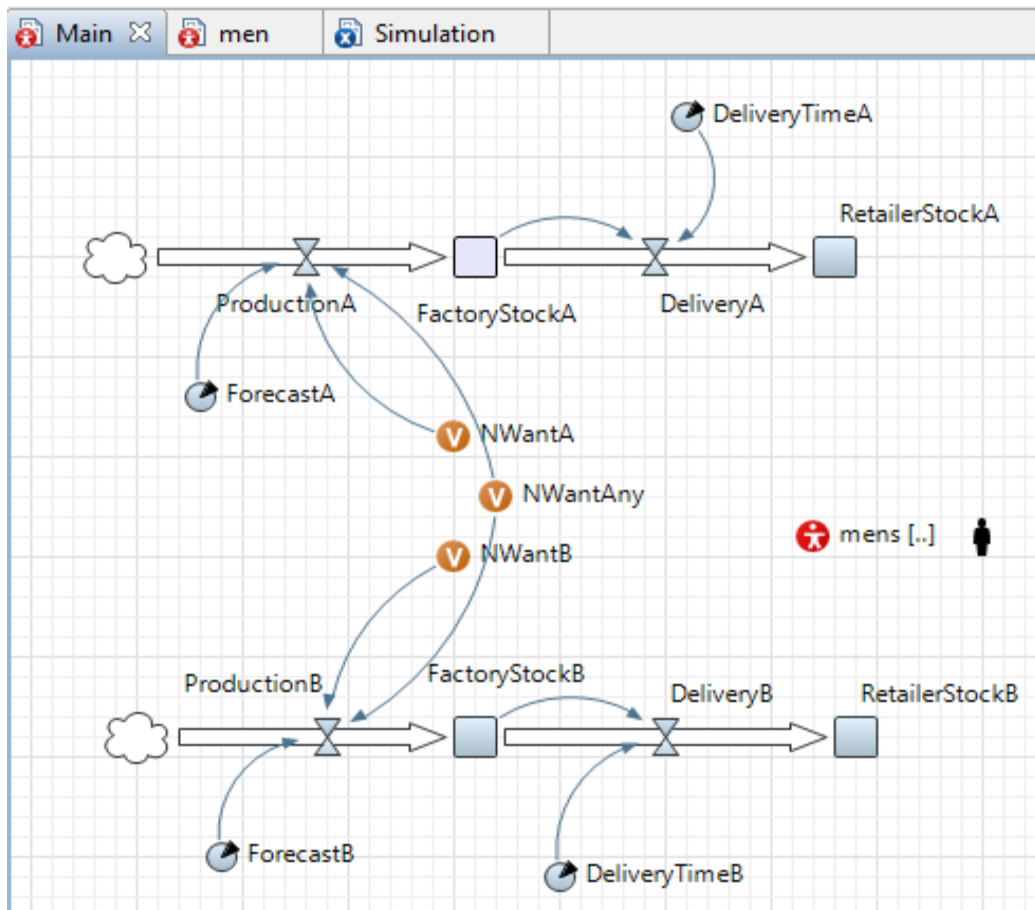 Main
men
Simulation
DeliveryTimeA
RetailerStockA
ProductionA
FactoryStockA
DeliveryA
ForecastA
V NWantA
V NWantAny
V NWantB
mens [..]
ProductionB
FactoryStockB
DeliveryB
RetailerStockB
ForecastB
DeliveryTimeB